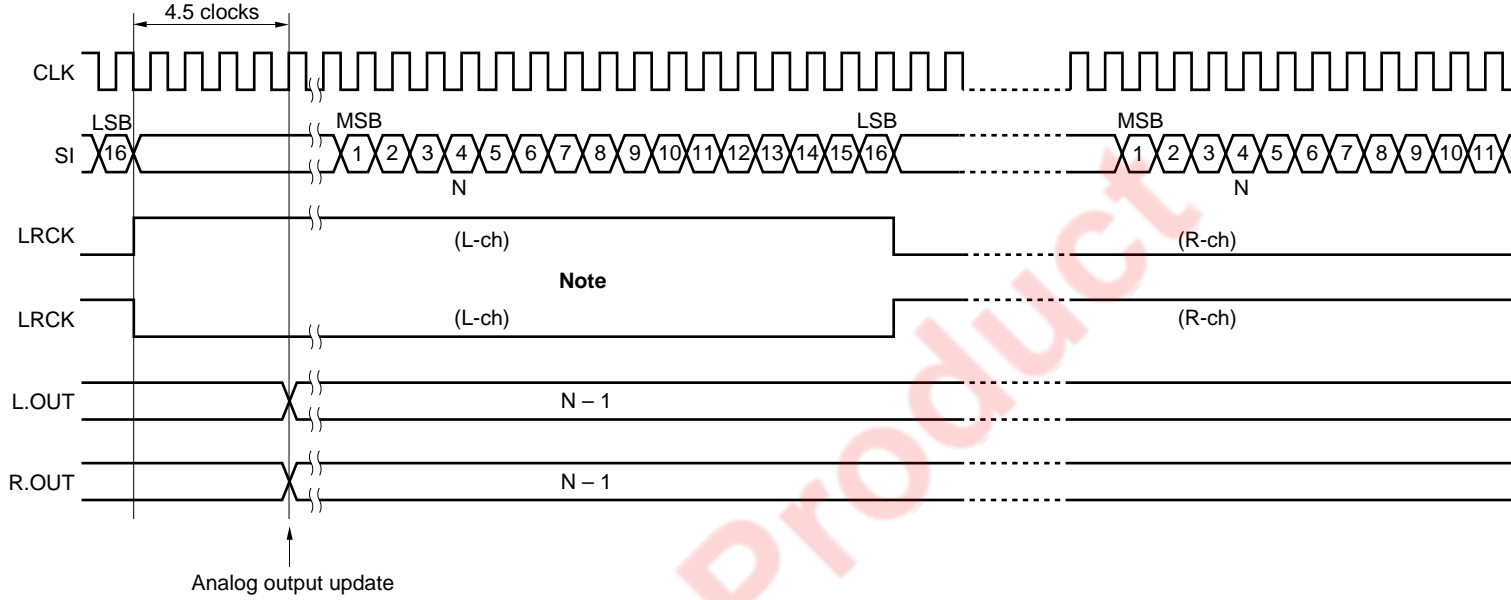 4.5 clocks
CLK
LSB MSB LSB MSB
SI 16 1 2 3 4 5 6 7 8 9 10 11 12 13 14 15 16 1 2 3 4 5 6 7 8 9 10 11
N N
LRCK (L-ch) (R-ch)
Note
LRCK (L-ch) (R-ch)
L.OUT N – 1
R.OUT N – 1
Analog output update
Product